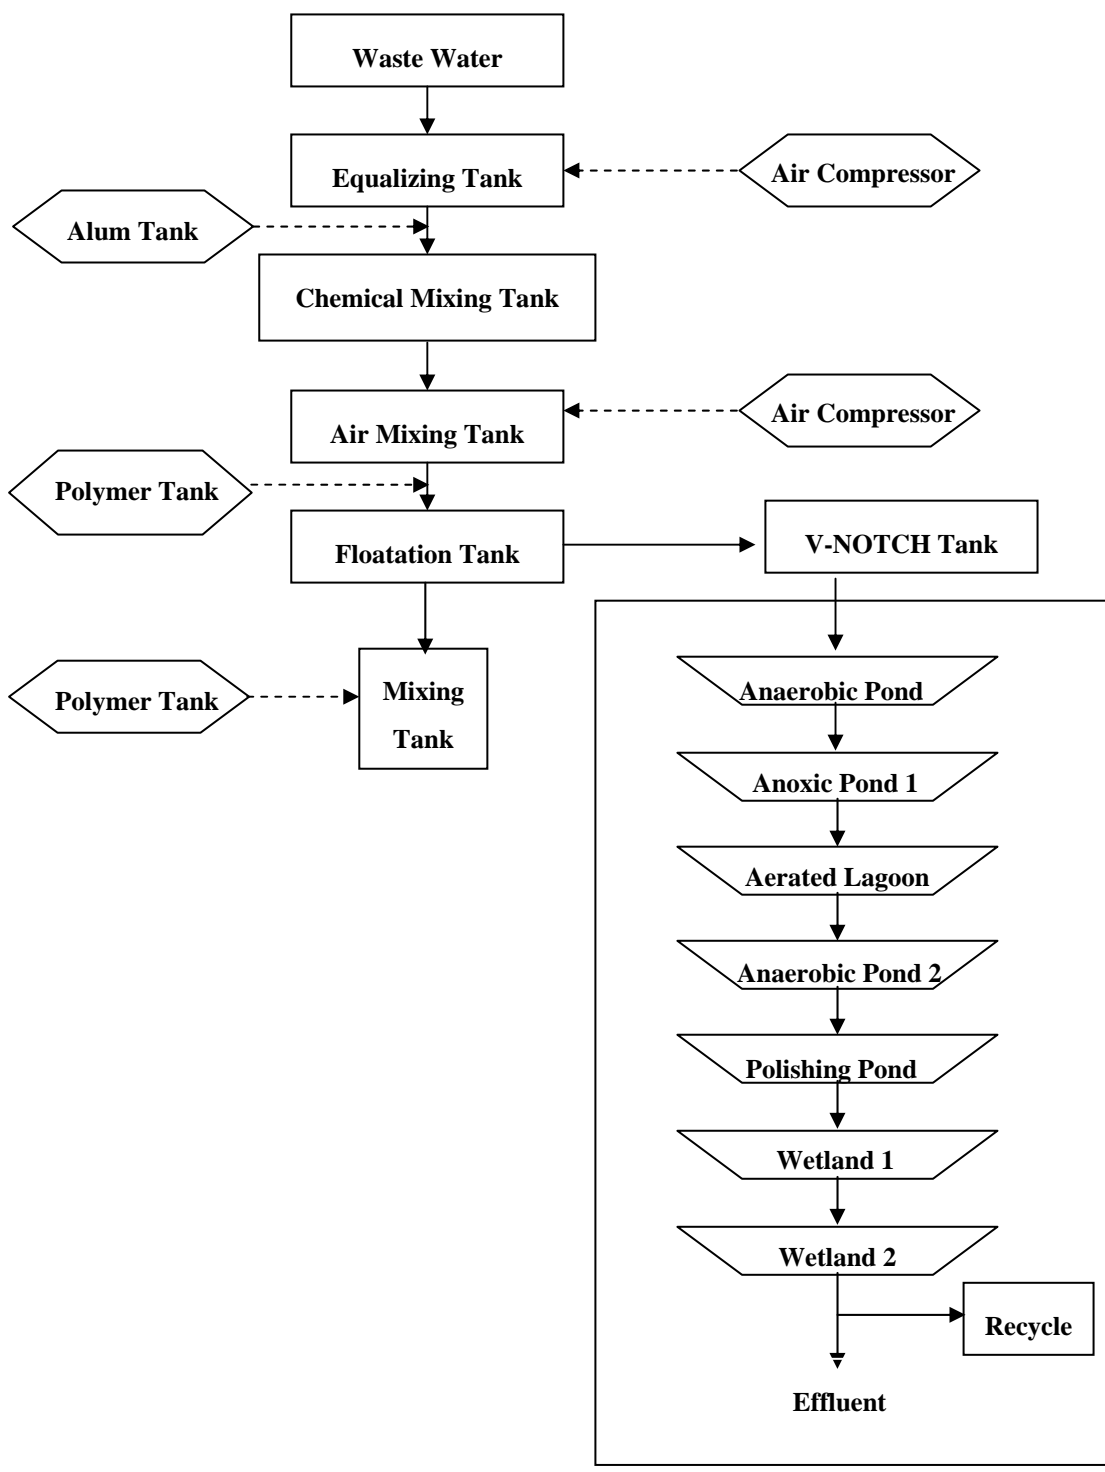 Waste Water
Equalizing Tank
Air Compressor
Alum Tank
Chemical Mixing Tank
Air Mixing Tank
Air Compressor
Polymer Tank
Floatation Tank
V-NOTCH Tank
Polymer Tank
Mixing
Tank
Anaerobic Pond
Anoxic Pond 1
Aerated Lagoon
Anaerobic Pond 2
Polishing Pond
Wetland 1
Wetland 2
Recycle
Effluent